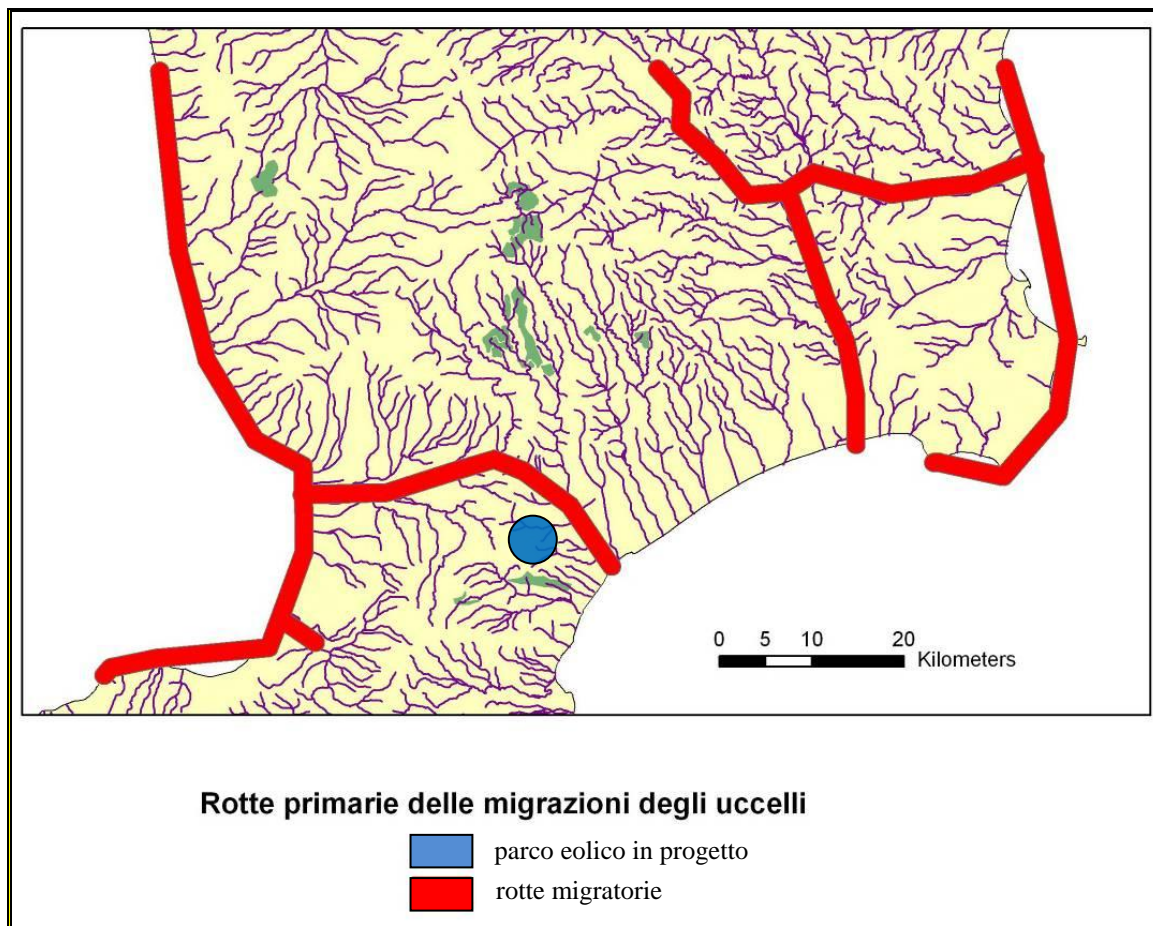 0 5 10 20
Kilometers
Rotte primarie delle migrazioni degli uccelli
parco eolico in progetto
rotte migratorie